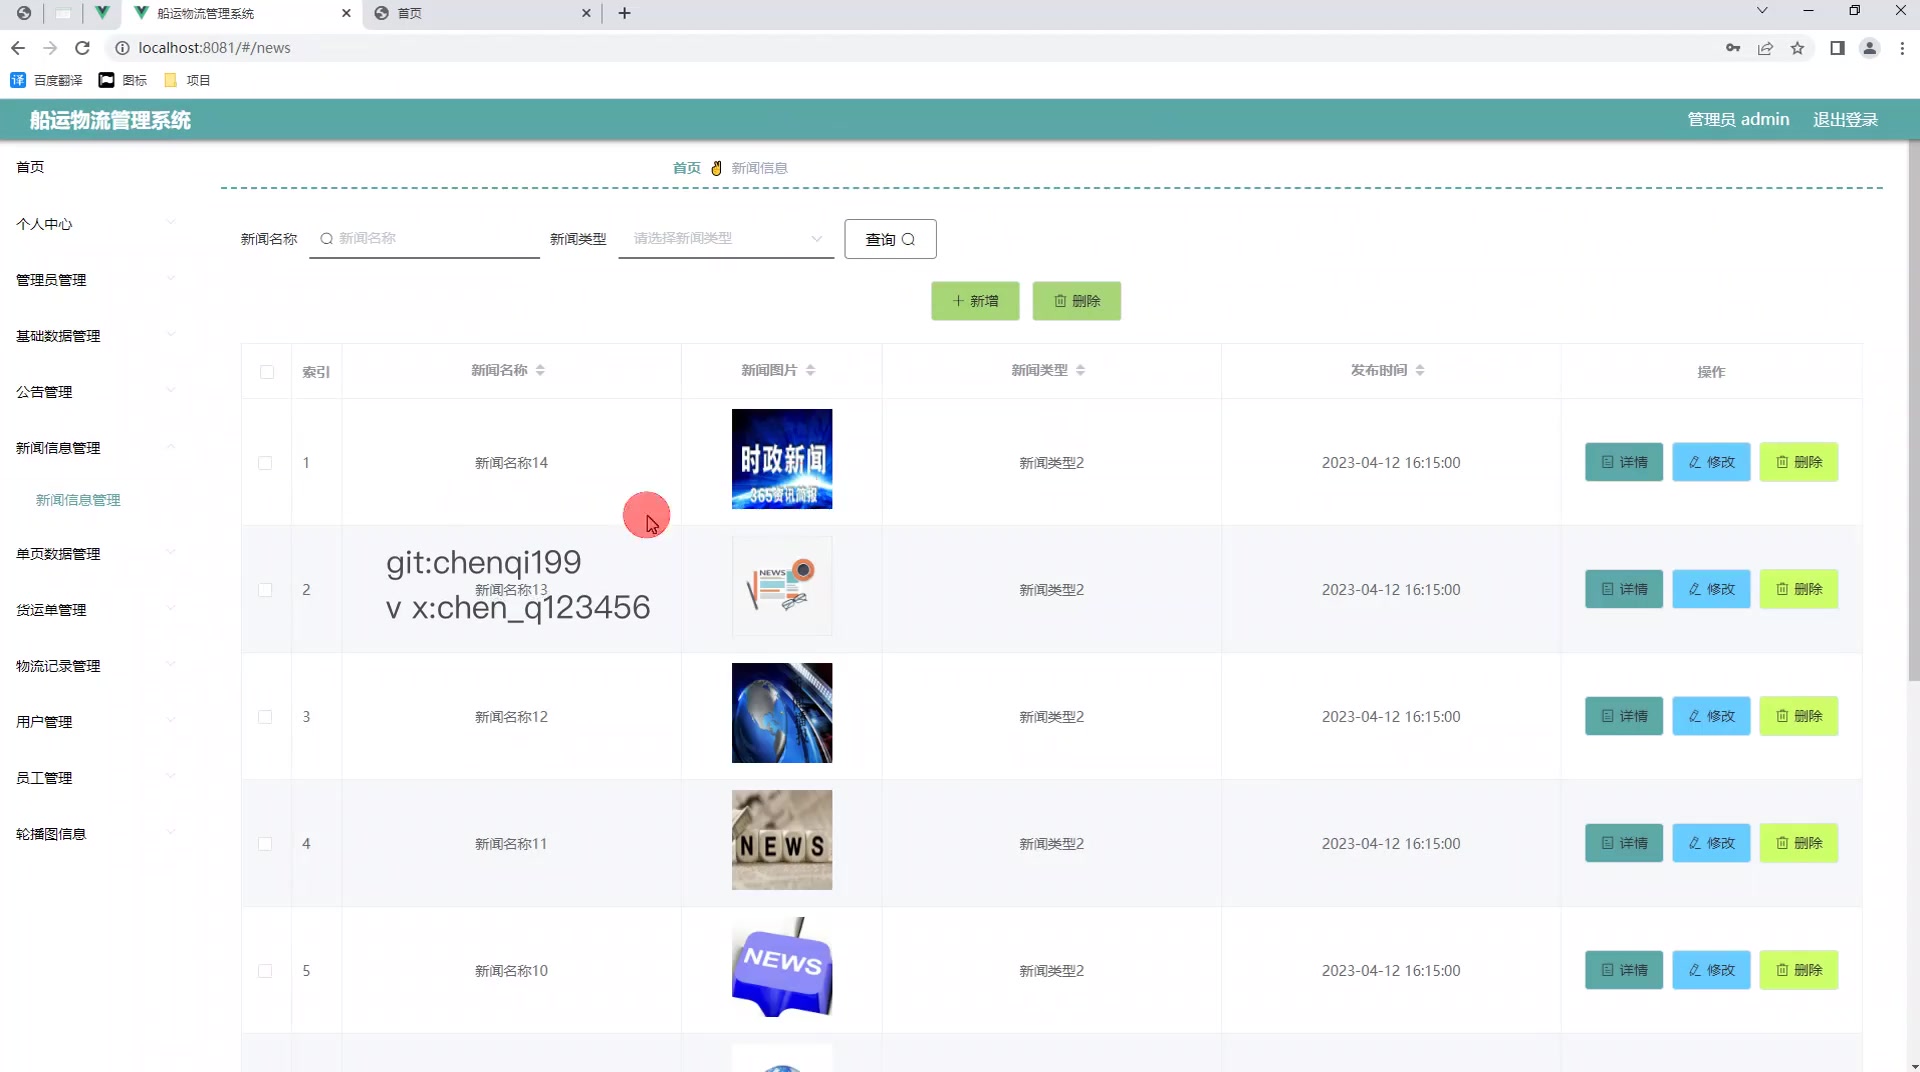 船运物流管理系统
首页
localhost:8081/#/news
百度翻译
图标
项目
船运物流管理系统
管理员 admin
退出登录
首页
首页
新闻信息
个人中心
管理员管理
基础数据管理
公告管理
新闻信息管理
新闻信息管理
单页数据管理
货运单管理
物流记录管理
用户管理
员工管理
轮播图信息
新闻名称
新闻名称
新闻类型
请选择新闻类型
查询
新增
删除
索引
新闻名称
新闻图片
新闻类型
发布时间
操作
1
新闻名称14
时政新闻
365资讯简报
新闻类型2
2023-04-12 16:15:00
详情
修改
删除
git:chenqi199
2
新闻名称13
NEWS
新闻类型2
2023-04-12 16:15:00
详情
修改
删除
v x:chen_q123456
3
新闻名称12
新闻类型2
2023-04-12 16:15:00
详情
修改
删除
4
新闻名称11
NEWS
新闻类型2
2023-04-12 16:15:00
详情
修改
删除
5
新闻名称10
NEWS
新闻类型2
2023-04-12 16:15:00
详情
修改
删除